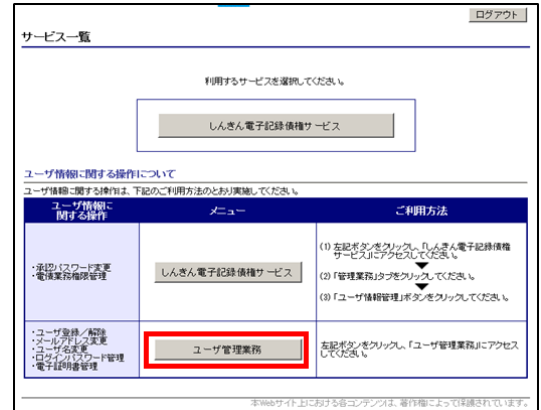 ログアウト
サービス一覧
利用するサービスを選択してください。
しんきん電子記録債権サービス
ユーザ情報に関する操作について
ユーザ情報に関する操作は、下記のご利用方法のとおり実施してください。
ユーザ情報に
関する操作
メニュー
ご利用方法
・承認パスワード変更
・電債業務権限管理
しんきん電子記録債権サービス
(1) 左記ボタンをクリックし、「しんきん電子記録債権
サービス」にアクセスしてください。
(2) 「管理業務」タブをクリックしてください。
(3) 「ユーザ情報管理」ボタンをクリックしてください。
・ユーザ登録/解除
・メールアドレス変更
・ユーザ名変更
・ログインパスワード管理
・電子証明書管理
ユーザ管理業務
左記ボタンをクリックし、「ユーザ管理業務」にアクセス
してください。
本Webサイト上における各コンテンツは、著作権によって保護されています。